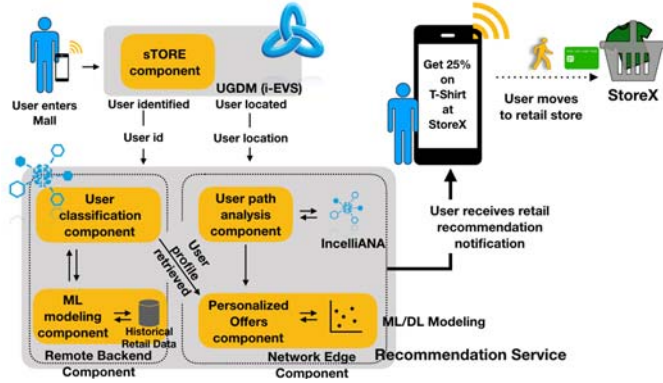 sTORE
component
UGDM (i-EVS)
User enters
Mall
User identified
User located
User id
User location
Get 25%
on
T-Shirt
at
StoreX
User moves
to retail store
StoreX
User
classification
component
User path
analysis
component
IncelliANA
User
profile
retrieved
User receives retail
recommendation
notification
ML
modeling
component
Historical
Retail Data
Personalized
Offers
component
ML/DL Modeling
Remote Backend
Component
Network Edge
Component
Recommendation Service